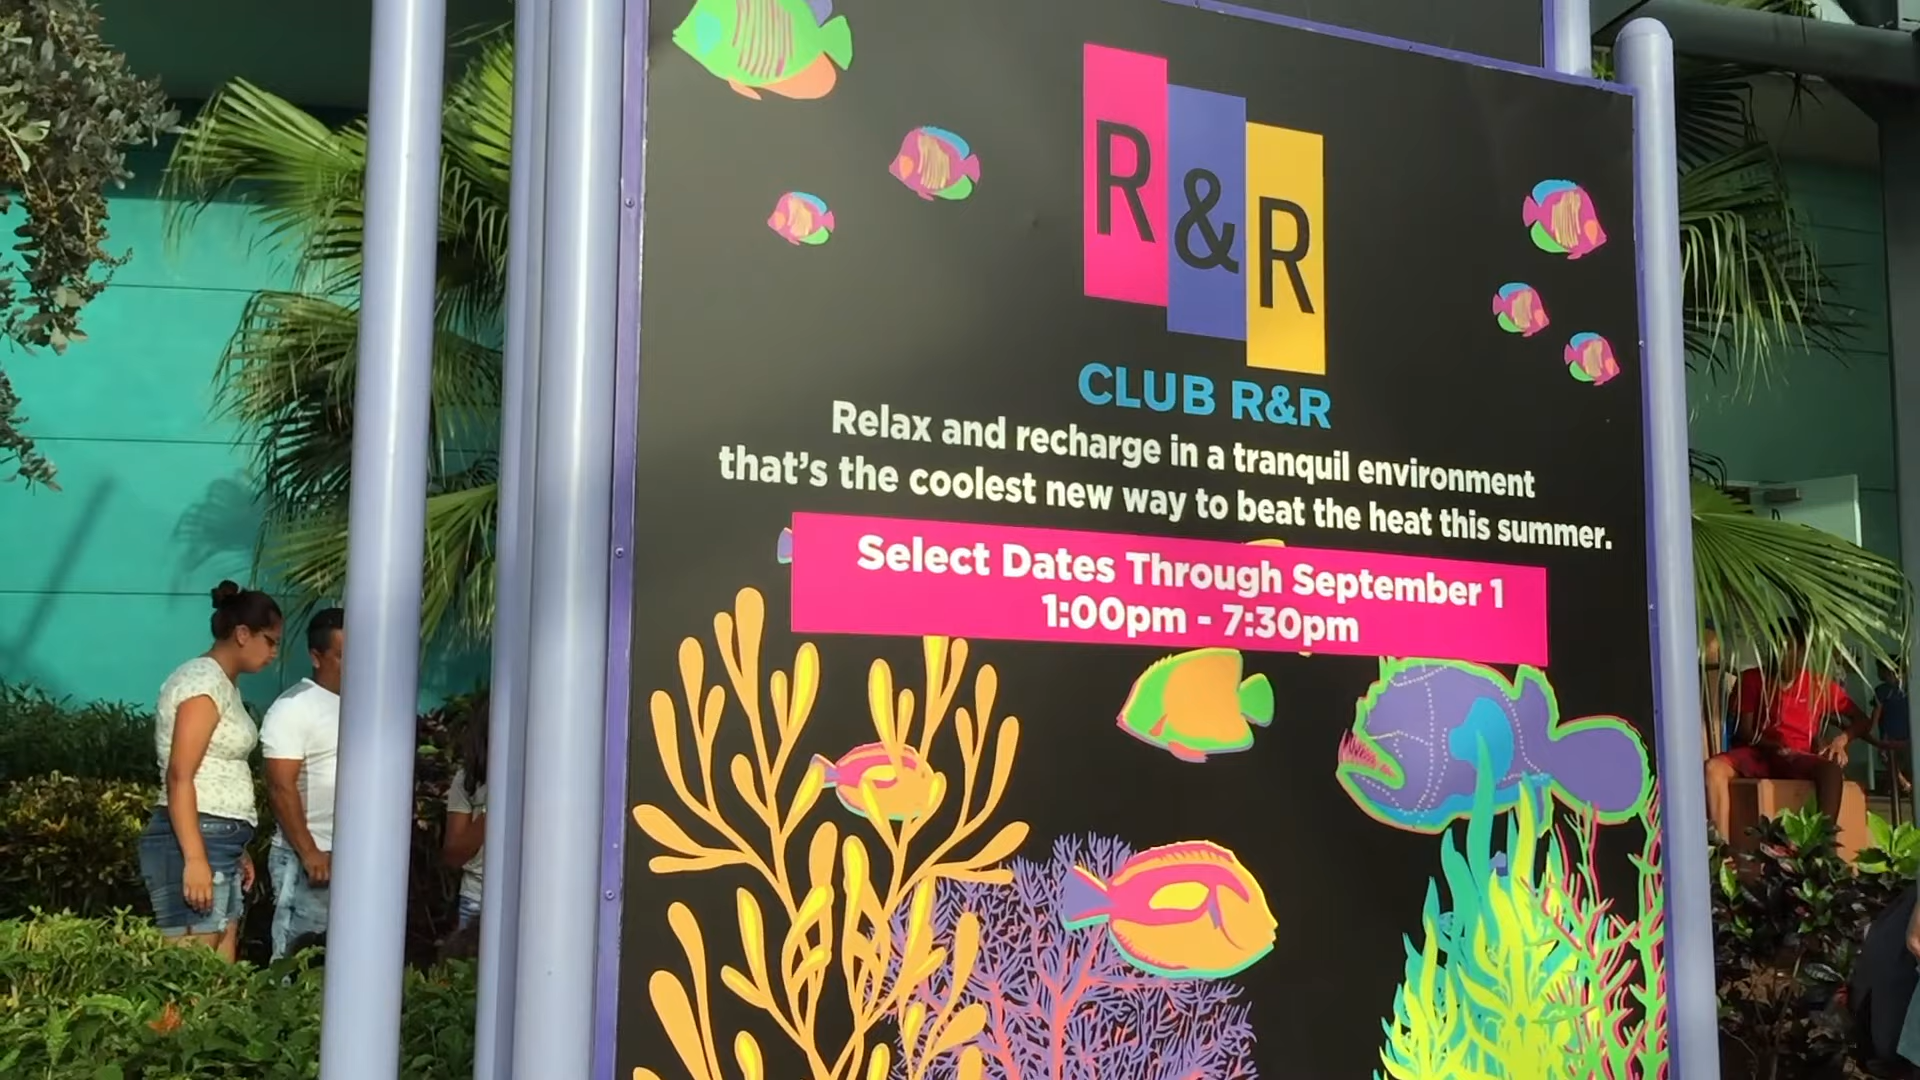 R&R
CLUB R&R
Relax and recharge in a tranquil environment
that's the coolest new way to beat the heat this summer.
Select Dates Through September 1
1:00pm - 7:30pm